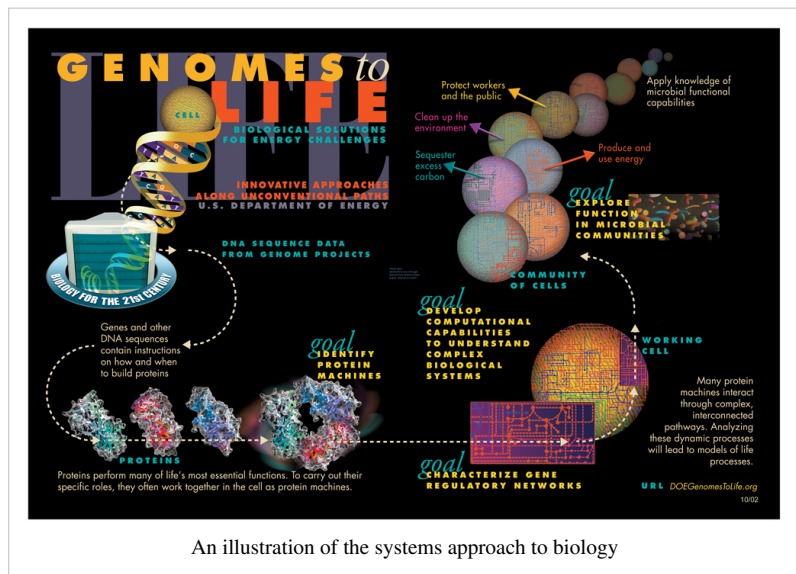 GENOMES to
LIFE
LIFE
CELL
BIOLOGICAL SOLUTIONS
FOR ENERGY CHALLENGES
INNOVATIVE APPROACHES
ALONG UNCONVENTIONAL PATHS
U.S. DEPARTMENT OF ENERGY
DNA SEQUENCE DATA
FROM GENOME PROJECTS
BIOLOGY FOR THE 21ST CENTURY
Genes and other
DNA sequences
contain instructions
on how and when
to build proteins
goal
IDENTIFY
PROTEIN
MACHINES
PROTEINS
Proteins perform many of life's most essential functions. To carry out their
specific roles, they often work together in the cell as protein machines.
Protect workers
and the public
Apply knowledge of
microbial functional
capabilities
Clean up the
environment
Sequester
excess
carbon
Produce and
use energy
goal
EXPLORE
FUNCTION
IN MICROBIAL
COMMUNITIES
COMMUNITY
OF CELLS
goal
DEVELOP
COMPUTATIONAL
CAPABILITIES
TO UNDERSTAND
COMPLEX
BIOLOGICAL
SYSTEMS
WORKING
CELL
Many protein
machines interact
through complex,
interconnected
pathways. Analyzing
these dynamic processes
will lead to models of life
processes.
goal
CHARACTERIZE GENE
REGULATORY NETWORKS
URL DOEGenomesToLife.org
10/02
An illustration of the systems approach to biology